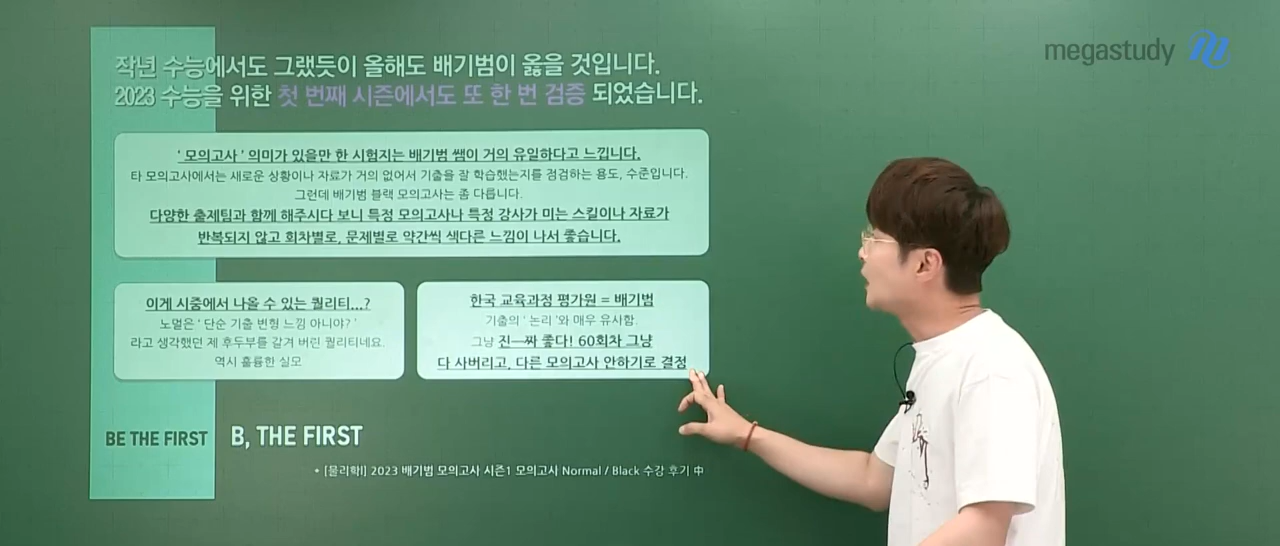 megastudy
작년 수능에서도 그랬듯이 올해도 배기범이 옳을 것입니다.
2023 수능을 위한 첫 번째 시즌에서도 또 한 번 검증 되었습니다.
' 모의고사 ' 의미가 있을만 한 시험지는 배기범 쌤이 거의 유일하다고 느낍니다.
타 모의고사에서는 새로운 상황이나 자료가 거의 없어서 기출을 잘 학습했는지를 점검하는 용도, 수준입니다.
그런데 배기범 블랙 모의고사는 좀 다릅니다.
다양한 출제팀과 함께 해주시다 보니 특정 모의고사나 특정 강사가 미는 스킬이나 자료가
반복되지 않고 회차별로, 문제별로 약간씩 색다른 느낌이 나서 좋습니다.
이게 시중에서 나올 수 있는 퀄리티...?
노멀은 ' 단순 기출 변형 느낌 아니야? '
라고 생각했던 제 후두부를 갈겨 버린 퀄리티네요.
역시 훌륭한 실모
한국 교육과정 평가원 = 배기범
기출의 ' 논리 '와 매우 유사함.
그냥 진―짜 좋다! 60회차 그냥
다 사버리고, 다른 모의고사 안하기로 결정
BE THE FIRST B, THE FIRST
* [물리학I] 2023 배기범 모의고사 시즌1 모의고사 Normal / Black 수강 후기 中